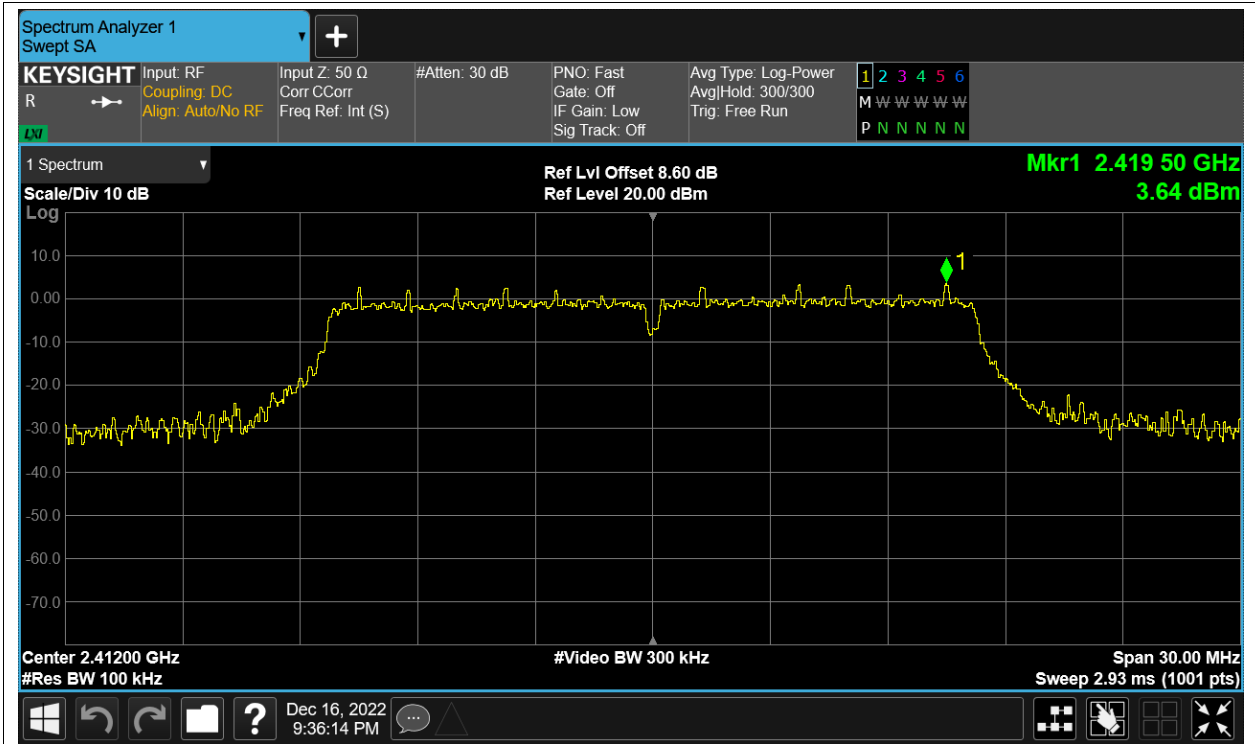 Spectrum Analyzer 1
Swept SA
+
KEYSIGHT
R
LXI
Input: RF
Coupling: DC
Align: Auto/No RF
Input Z: 50 Ω
Corr CCorr
Freq Ref: Int (S)
#Atten: 30 dB
PNO: Fast
Gate: Off
IF Gain: Low
Sig Track: Off
Avg Type: Log-Power
Avg|Hold: 300/300
Trig: Free Run
1 2 3 4 5 6
M W W W W W W
P N N N N N N
1 Spectrum
Scale/Div 10 dB
Log
Ref Lvl Offset 8.60 dB
Ref Level 20.00 dBm
Mkr1 2.419 50 GHz
3.64 dBm
1
10.0
0.00
-10.0
-20.0
-30.0
-40.0
-50.0
-60.0
-70.0
Center 2.41200 GHz
#Res BW 100 kHz
#Video BW 300 kHz
Span 30.00 MHz
Sweep 2.93 ms (1001 pts)
?
Dec 16, 2022
9:36:14 PM